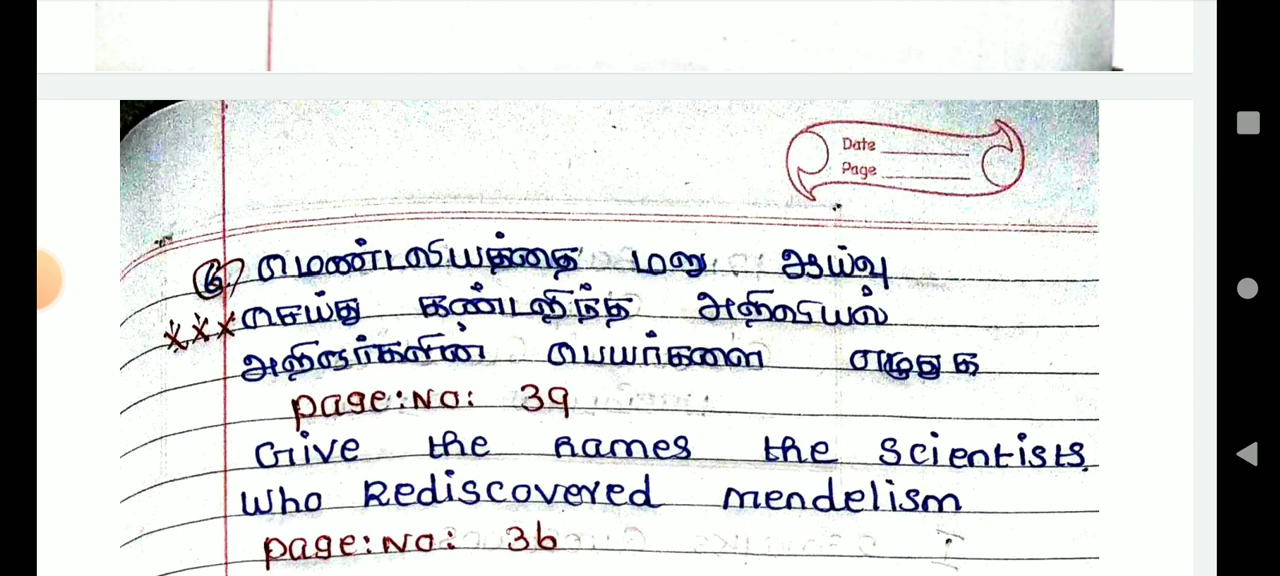 Date
Page
6) மெண்டலியத்தை மறு ஆய்வு
*** செய்து கண்டறிந்த அறிவியல்
அறிஞர்களின் பெயர்களை எழுதுக
page:No: 39
Give the names the scientists,
who Rediscovered mendelism
page:No: 36